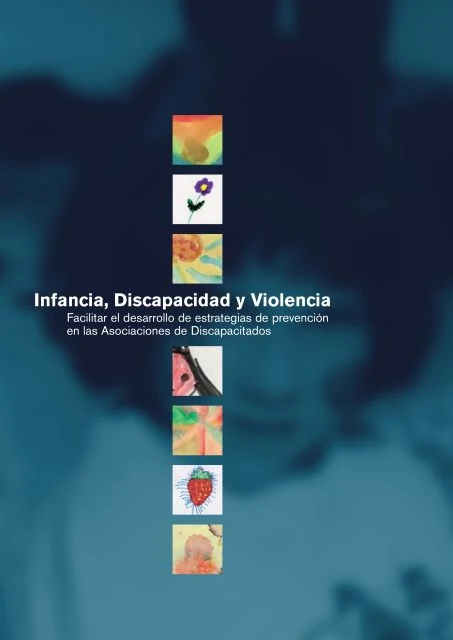 Infancia, Discapacidad y Violencia
Facilitar el desarrollo de estrategias de prevención
en las Asociaciones de Discapacitados